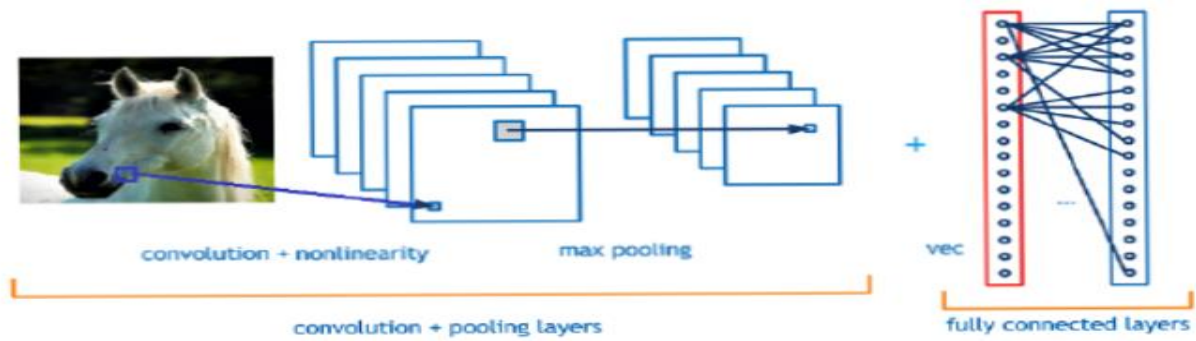 +
convolution + nonlinearity
max pooling
vec
...
convolution + pooling layers
fully connected layers